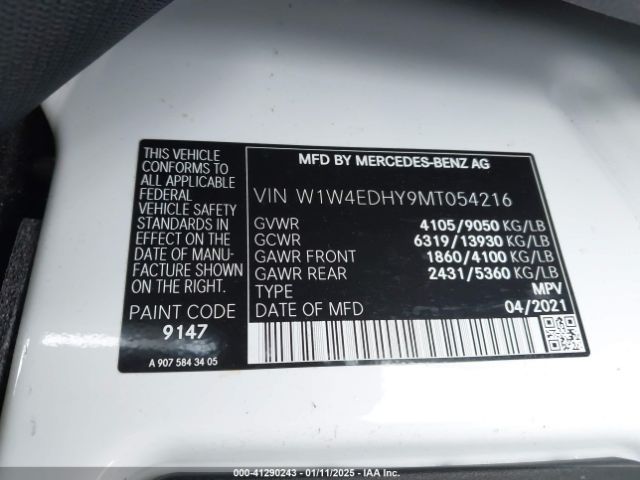 THIS VEHICLE
CONFORMS TO
ALL APPLICABLE
FEDERAL
VEHICLE SAFETY
STANDARDS IN
EFFECT ON THE
DATE OF MANU-
FACTURE SHOWN
ON THE RIGHT.
PAINT CODE
9147
A 907 584 34 05
MFD BY MERCEDES-BENZ AG
VIN W1W4EDHY9MT054216
GVWR 4105/9050 KG/LB
GCWR 6319/13930 KG/LB
GAWR FRONT 1860/4100 KG/LB
GAWR REAR 2431/5360 KG/LB
TYPE MPV
DATE OF MFD 04/2021
000-41290243 - 01/11/2025 - IAA Inc.